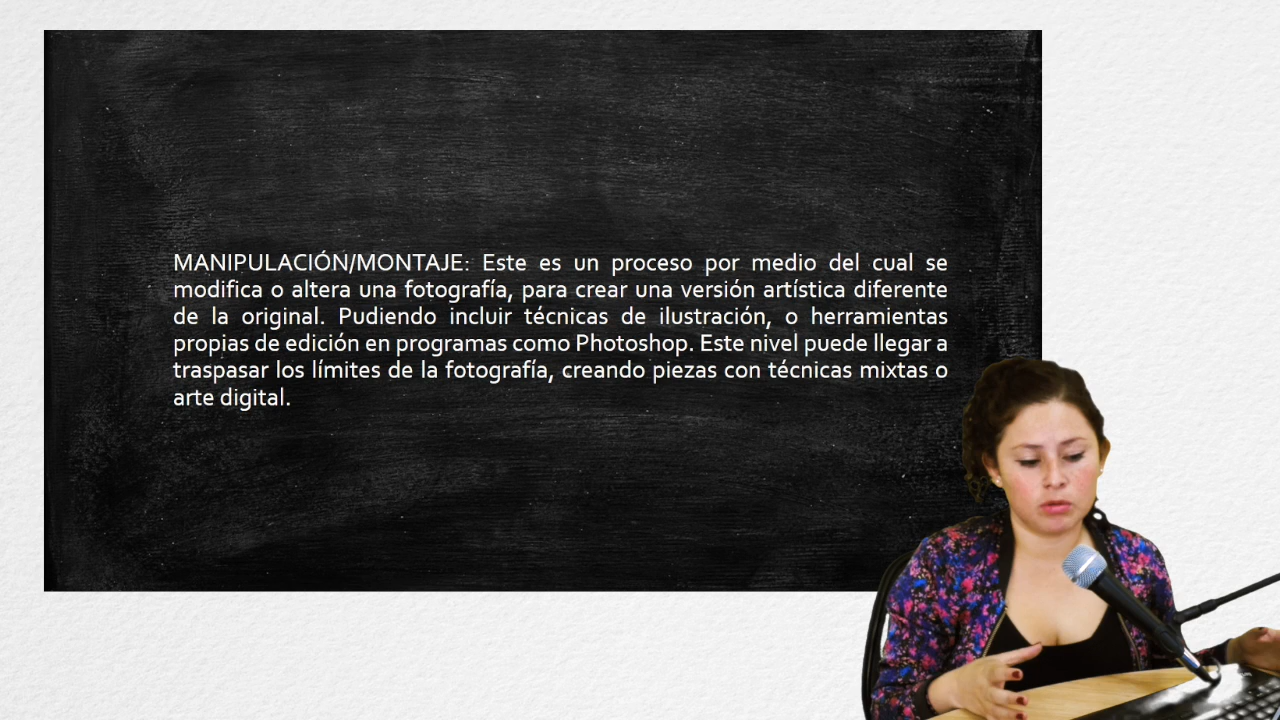 MANIPULACIÓN/MONTAJE: Este es un proceso por medio del cual se
modifica o altera una fotografía, para crear una versión artística diferente
de la original. Pudiendo incluir técnicas de ilustración, o herramientas
propias de edición en programas como Photoshop. Este nivel puede llegar a
traspasar los límites de la fotografía, creando piezas con técnicas mixtas o
arte digital.